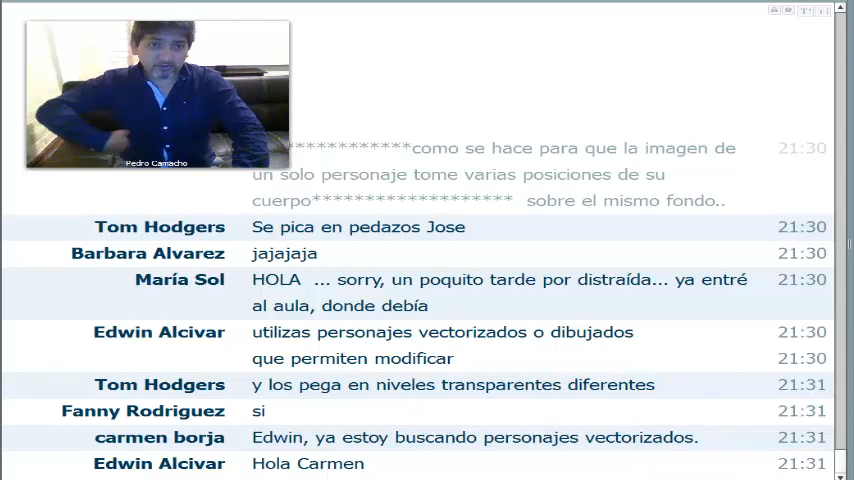 Pedro Camacho
************como se hace para que la imagen de 21:30
un solo personaje tome varias posiciones de su
cuerpo******************* sobre el mismo fondo..
Tom Hodgers Se pica en pedazos Jose 21:30
Barbara Alvarez jajajaja 21:30
María Sol HOLA ... sorry, un poquito tarde por distraída... ya entré 21:30
al aula, donde debía
Edwin Alcivar utilizas personajes vectorizados o dibujados 21:30
que permiten modificar 21:30
Tom Hodgers y los pega en niveles transparentes diferentes 21:31
Fanny Rodriguez si 21:31
carmen borja Edwin, ya estoy buscando personajes vectorizados. 21:31
Edwin Alcivar Hola Carmen 21:31